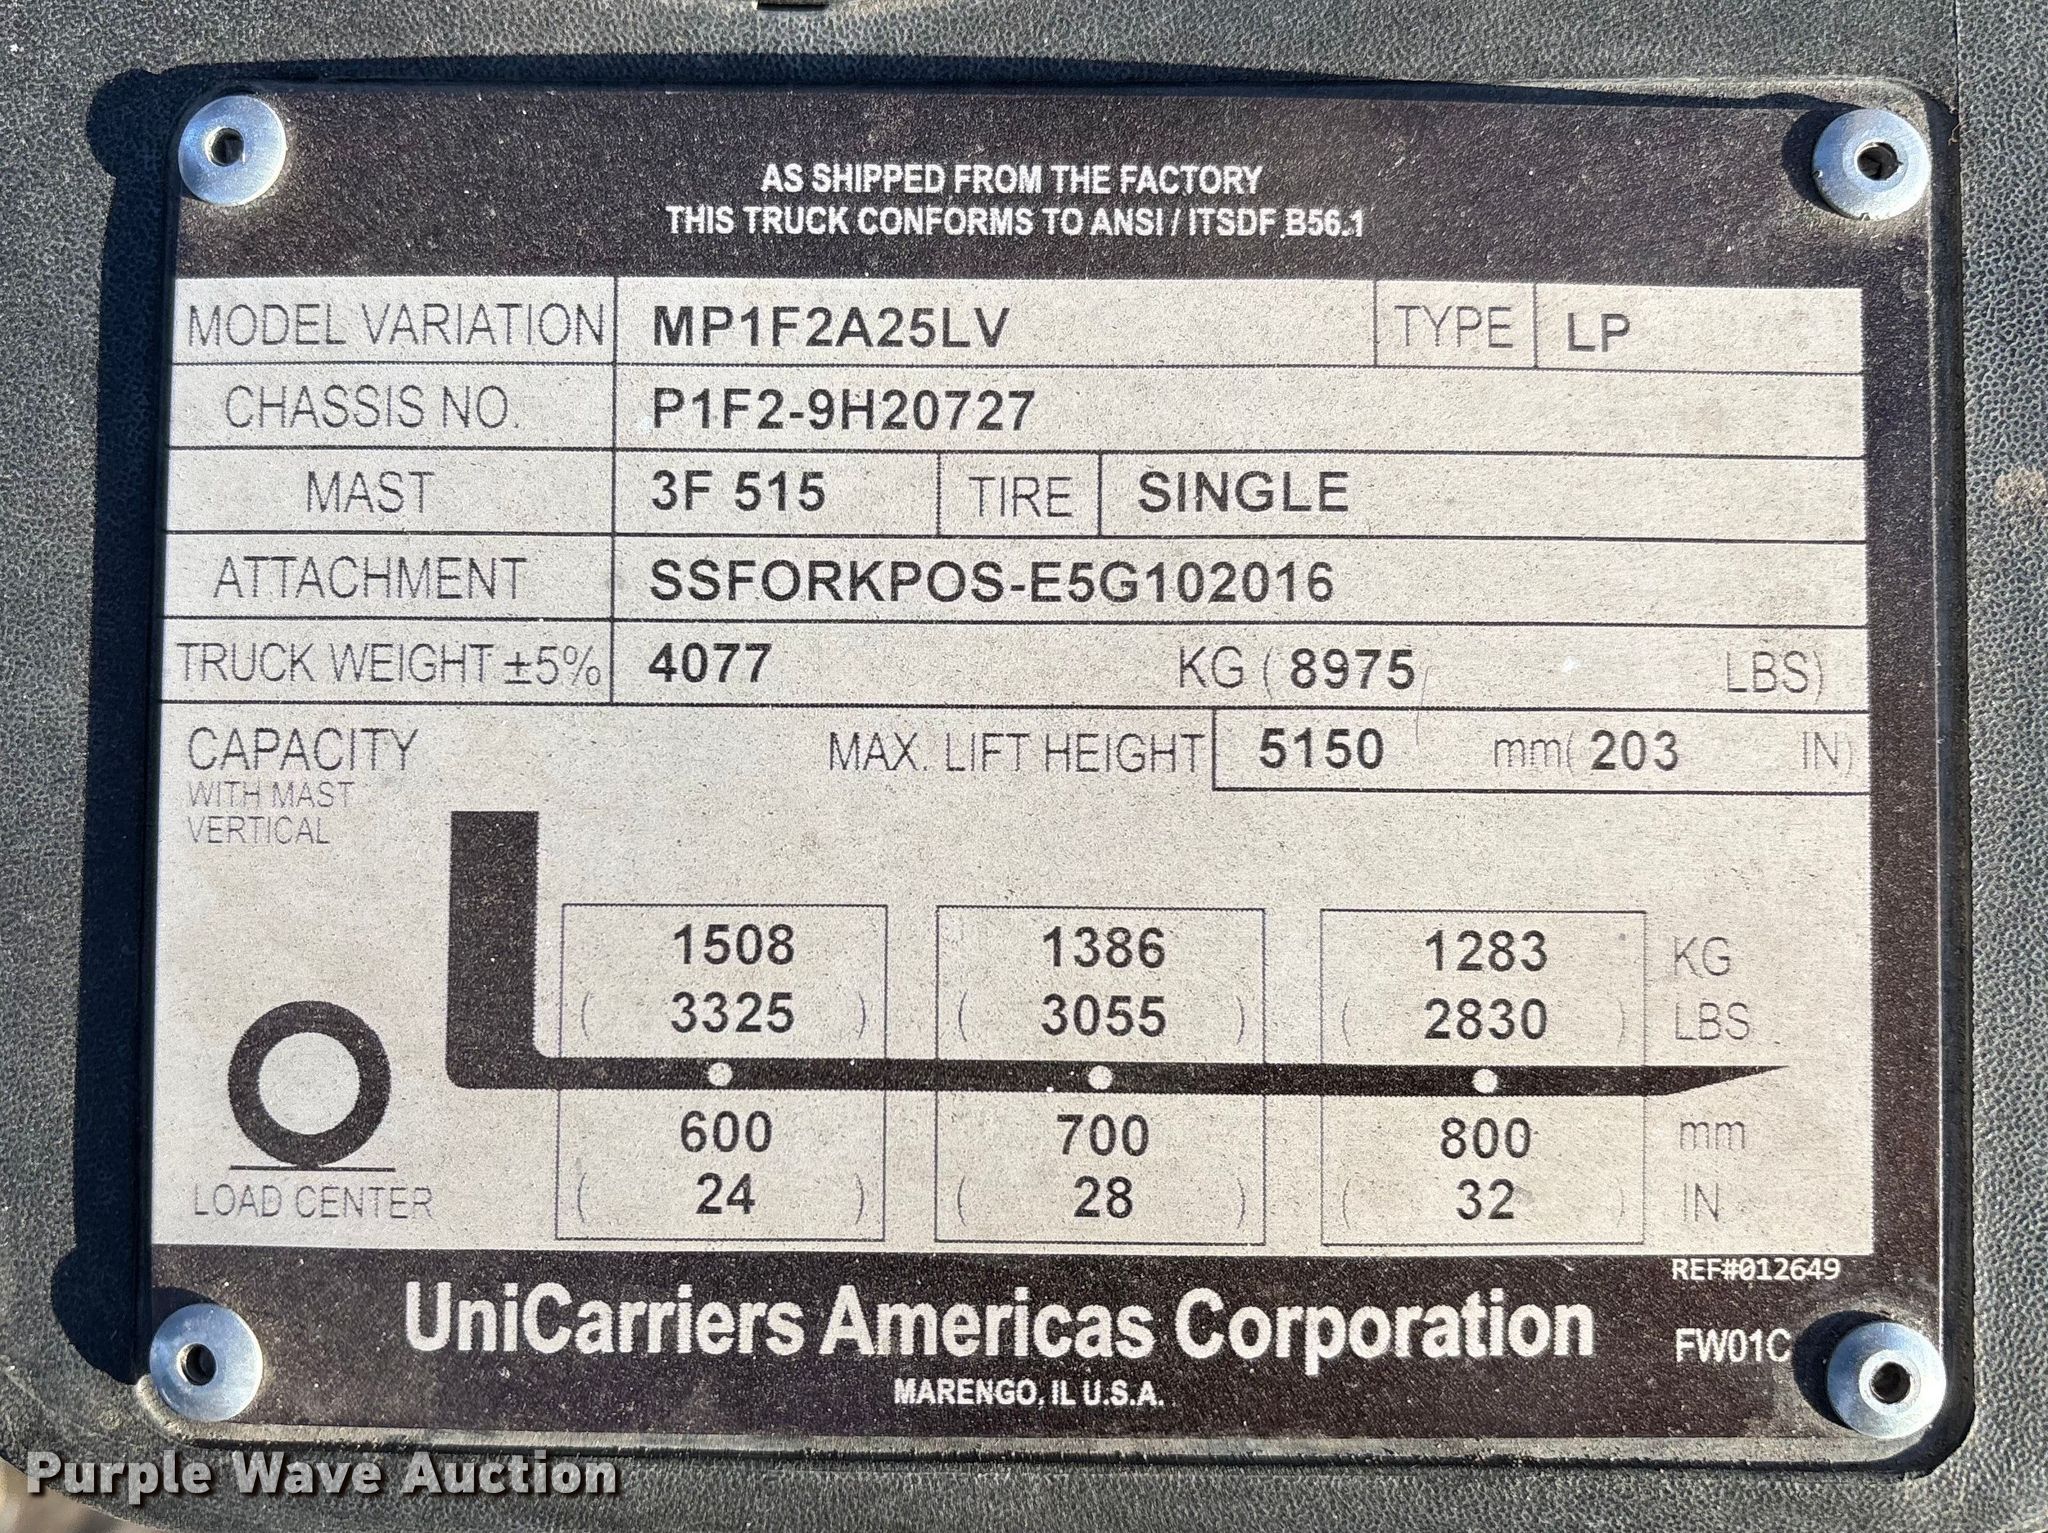 AS SHIPPED FROM THE FACTORY
THIS TRUCK CONFORMS TO ANSI / ITSDF B56.1
MODEL VARIATION MP1F2A25LV TYPE LP
CHASSIS NO. P1F2-9H20727
MAST 3F 515 TIRE SINGLE
ATTACHMENT SSFORKPOS-E5G102016
TRUCK WEIGHT ±5% 4077 KG ( 8975 LBS)
CAPACITY MAX. LIFT HEIGHT 5150 mm( 203 IN)
WITH MAST
VERTICAL
1508 1386 1283 KG
( 3325 ) ( 3055 ) ( 2830 ) LBS
600 700 800 mm
LOAD CENTER ( 24 ) ( 28 ) ( 32 ) IN
REF#012649
UniCarriers Americas Corporation FW01C
MARENGO, IL U.S.A.
Purple Wave Auction